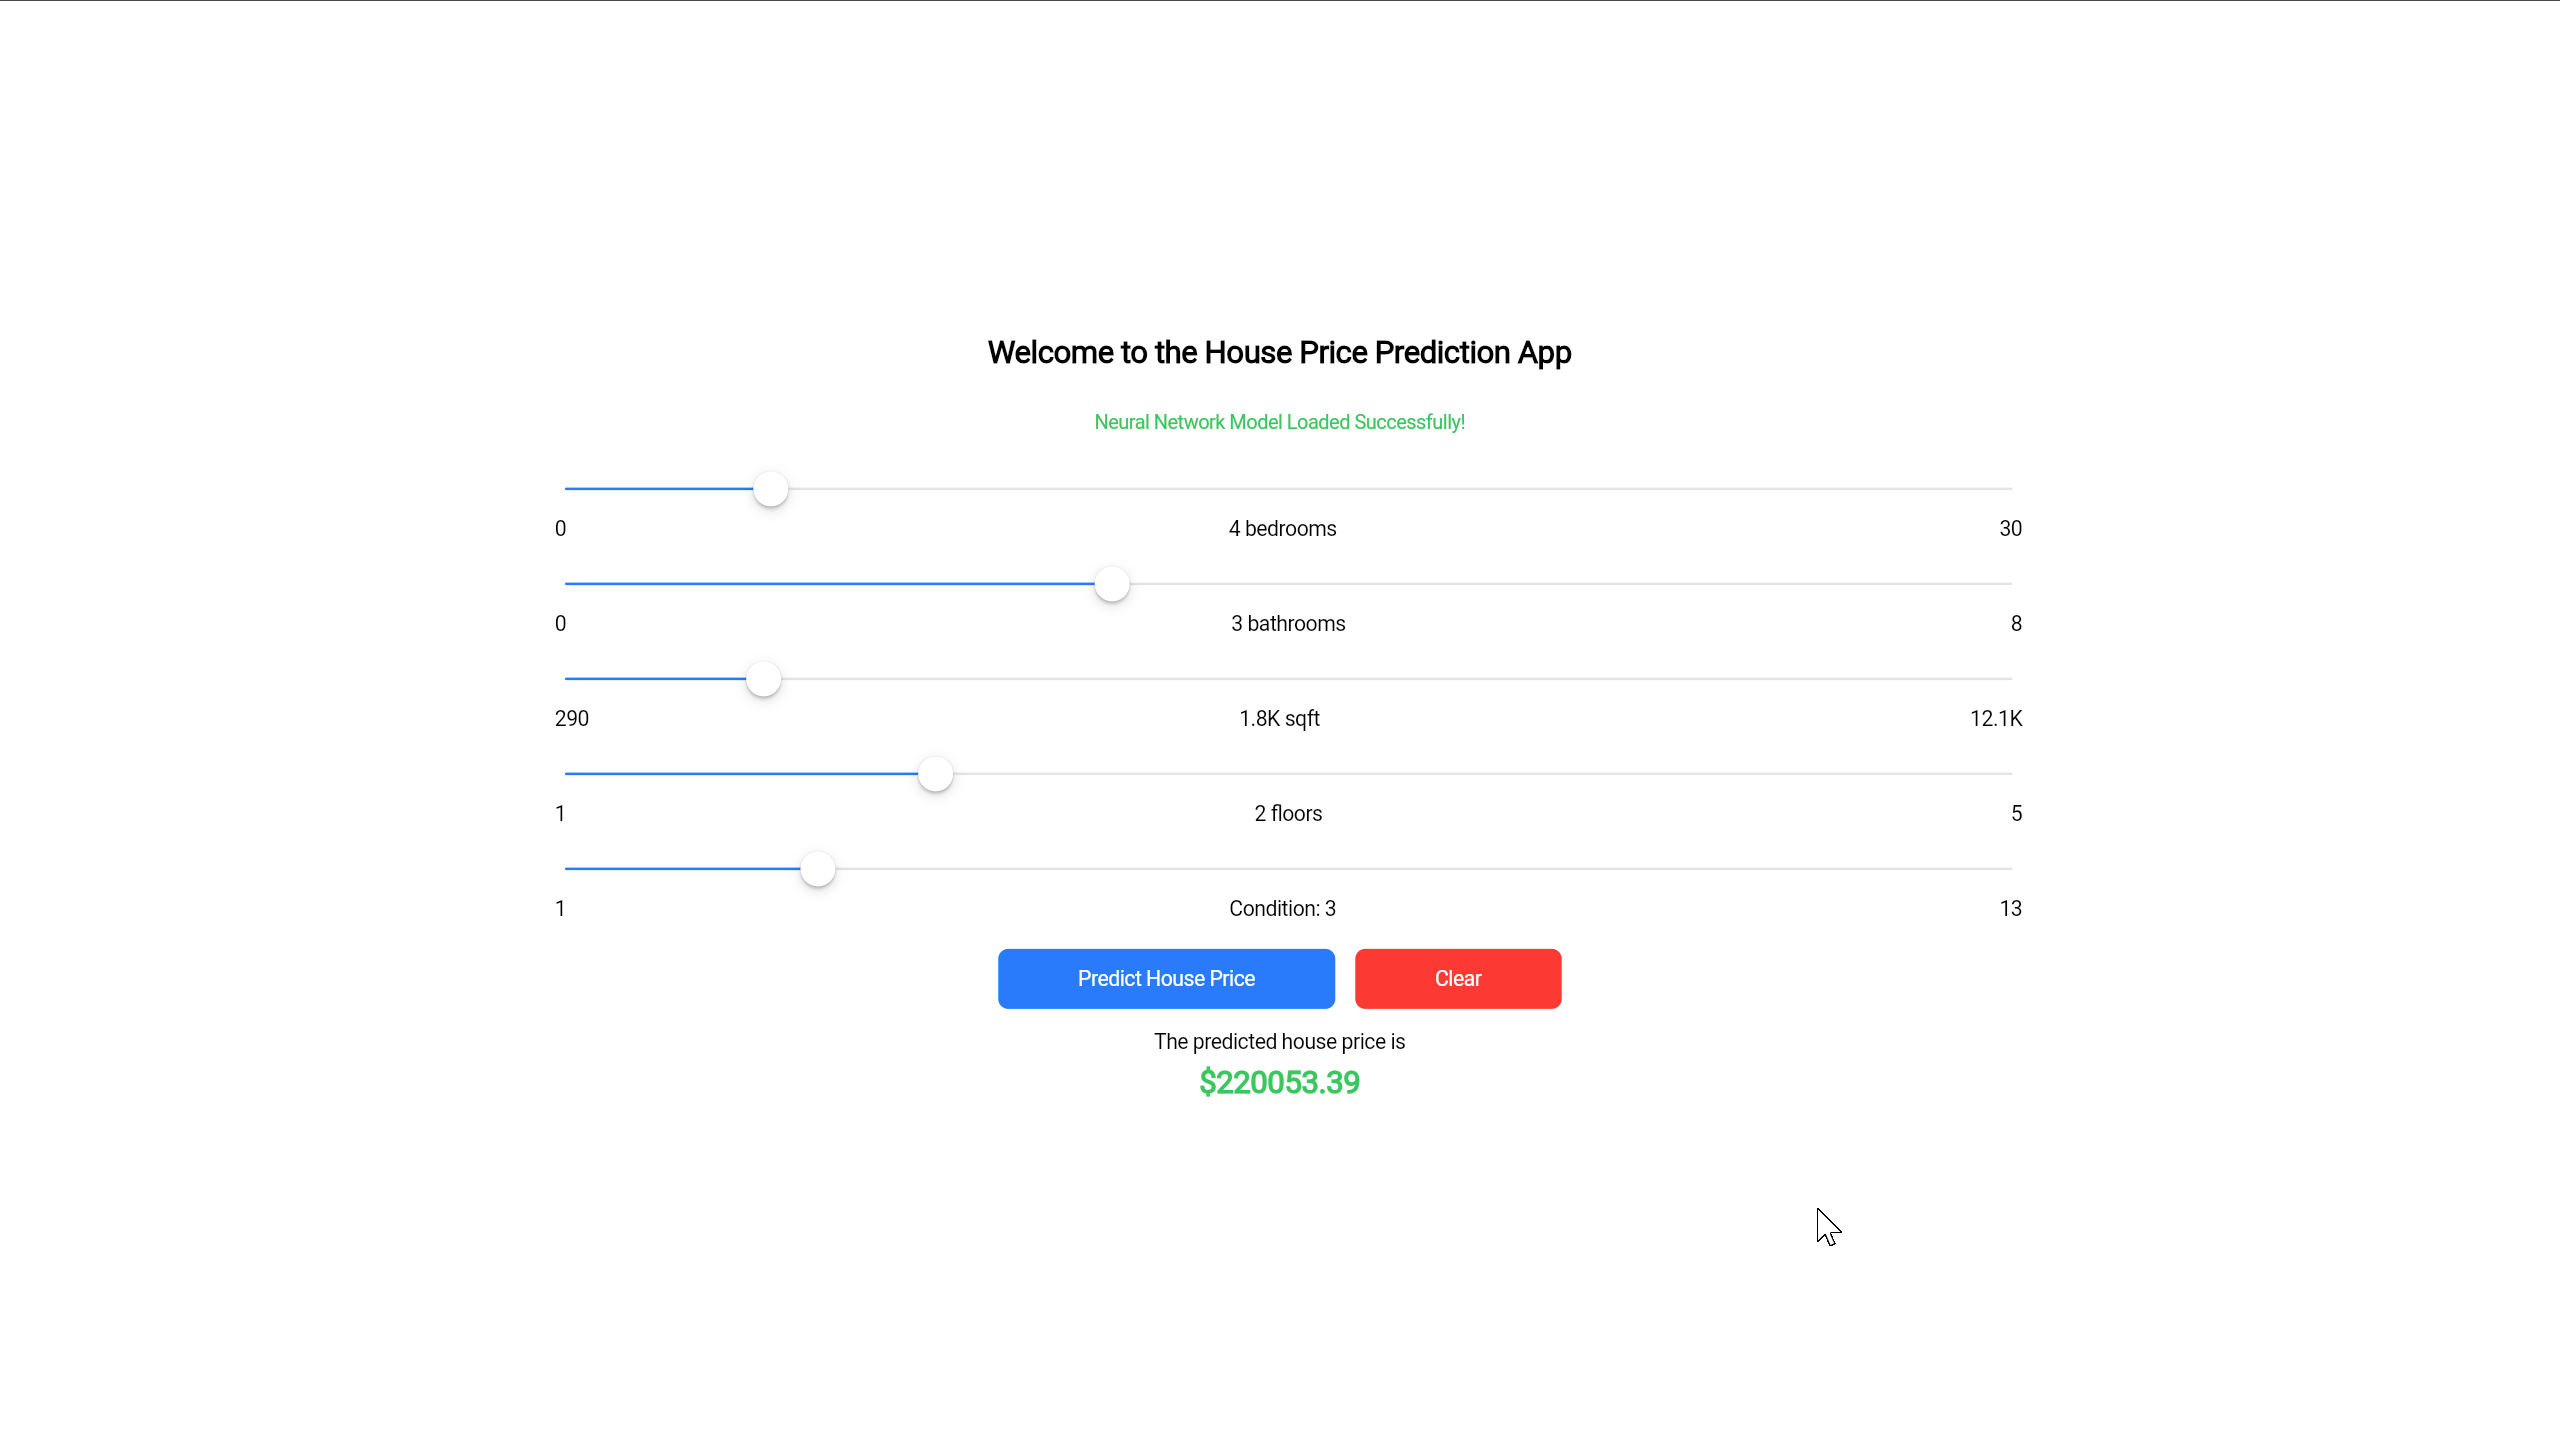 Welcome to the House Price Prediction App
Neural Network Model Loaded Successfully!
0 4 bedrooms 30
0 3 bathrooms 8
290 1.8K sqft 12.1K
1 2 floors 5
1 Condition: 3 13
Predict House Price Clear
The predicted house price is
$220053.39